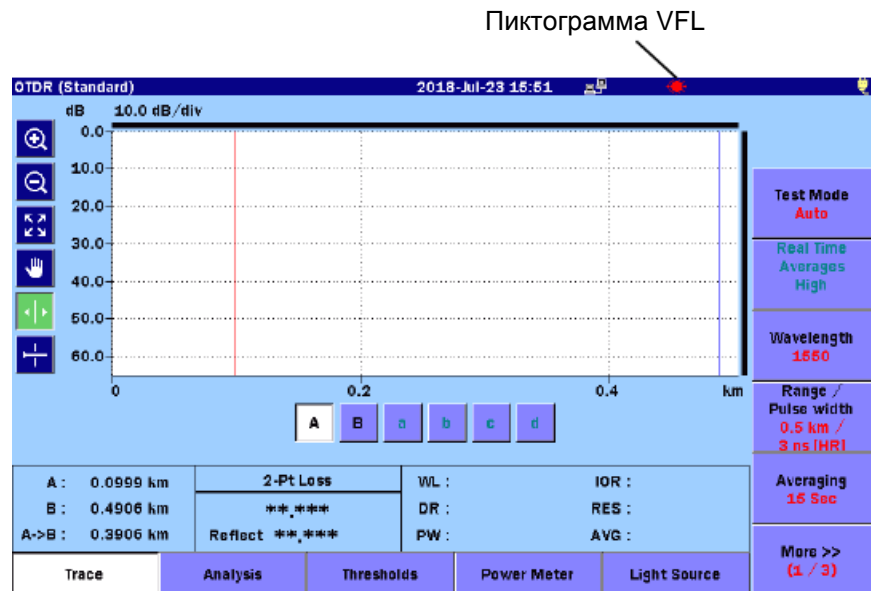 Пиктограмма VFL
OTDR (Standard) 2018-Jul-23 15:51
dB 10.0 dB/div
0.0
10.0
20.0
30.0
40.0
50.0
60.0
0 0.2 0.4 km
A B a b c d
A : 0.0999 km
B : 0.4906 km
A->B : 0.3906 km
2-Pt Loss
**.***
Reflect **.***
WL : IOR :
DR : RES :
PW : AVG :
Trace Analysis Thresholds Power Meter Light Source
Test Mode
Auto
Real Time
Averages
High
Wavelength
1550
Range /
Pulse width
0.5 km /
3 ns [HR]
Averaging
15 Sec
More >>
(1 / 3)